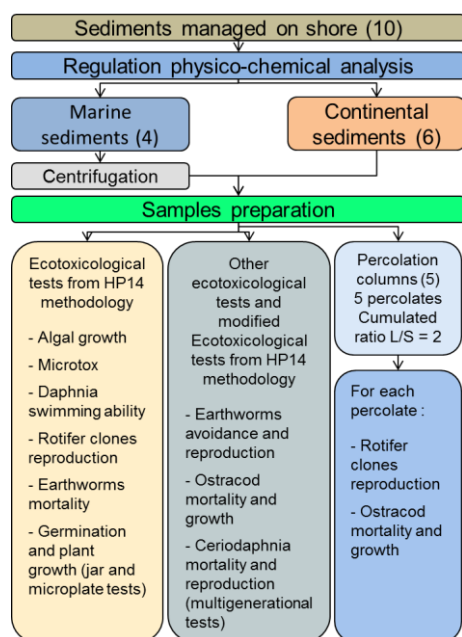 Sediments managed on shore (10)
Regulation physico-chemical analysis
Marine
sediments (4)
Continental
sediments (6)
Centrifugation
Samples preparation
Ecotoxicological
tests from HP14
methodology
- Algal growth
- Microtox
- Daphnia
swimming ability
- Rotifer clones
reproduction
- Earthworms
mortality
- Germination
and plant
growth (jar and
microplate tests)
Other
ecotoxicological
tests and
modified
Ecotoxicological
tests from HP14
methodology
- Earthworms
avoidance and
reproduction
- Ostracod
mortality and
growth
- Ceriodaphnia
mortality and
reproduction
(multigenerational
tests)
Percolation
columns (5)
5 percolates
Cumulated
ratio L/S = 2
For each
percolate :
- Rotifer
clones
reproduction
- Ostracod
mortality and
growth